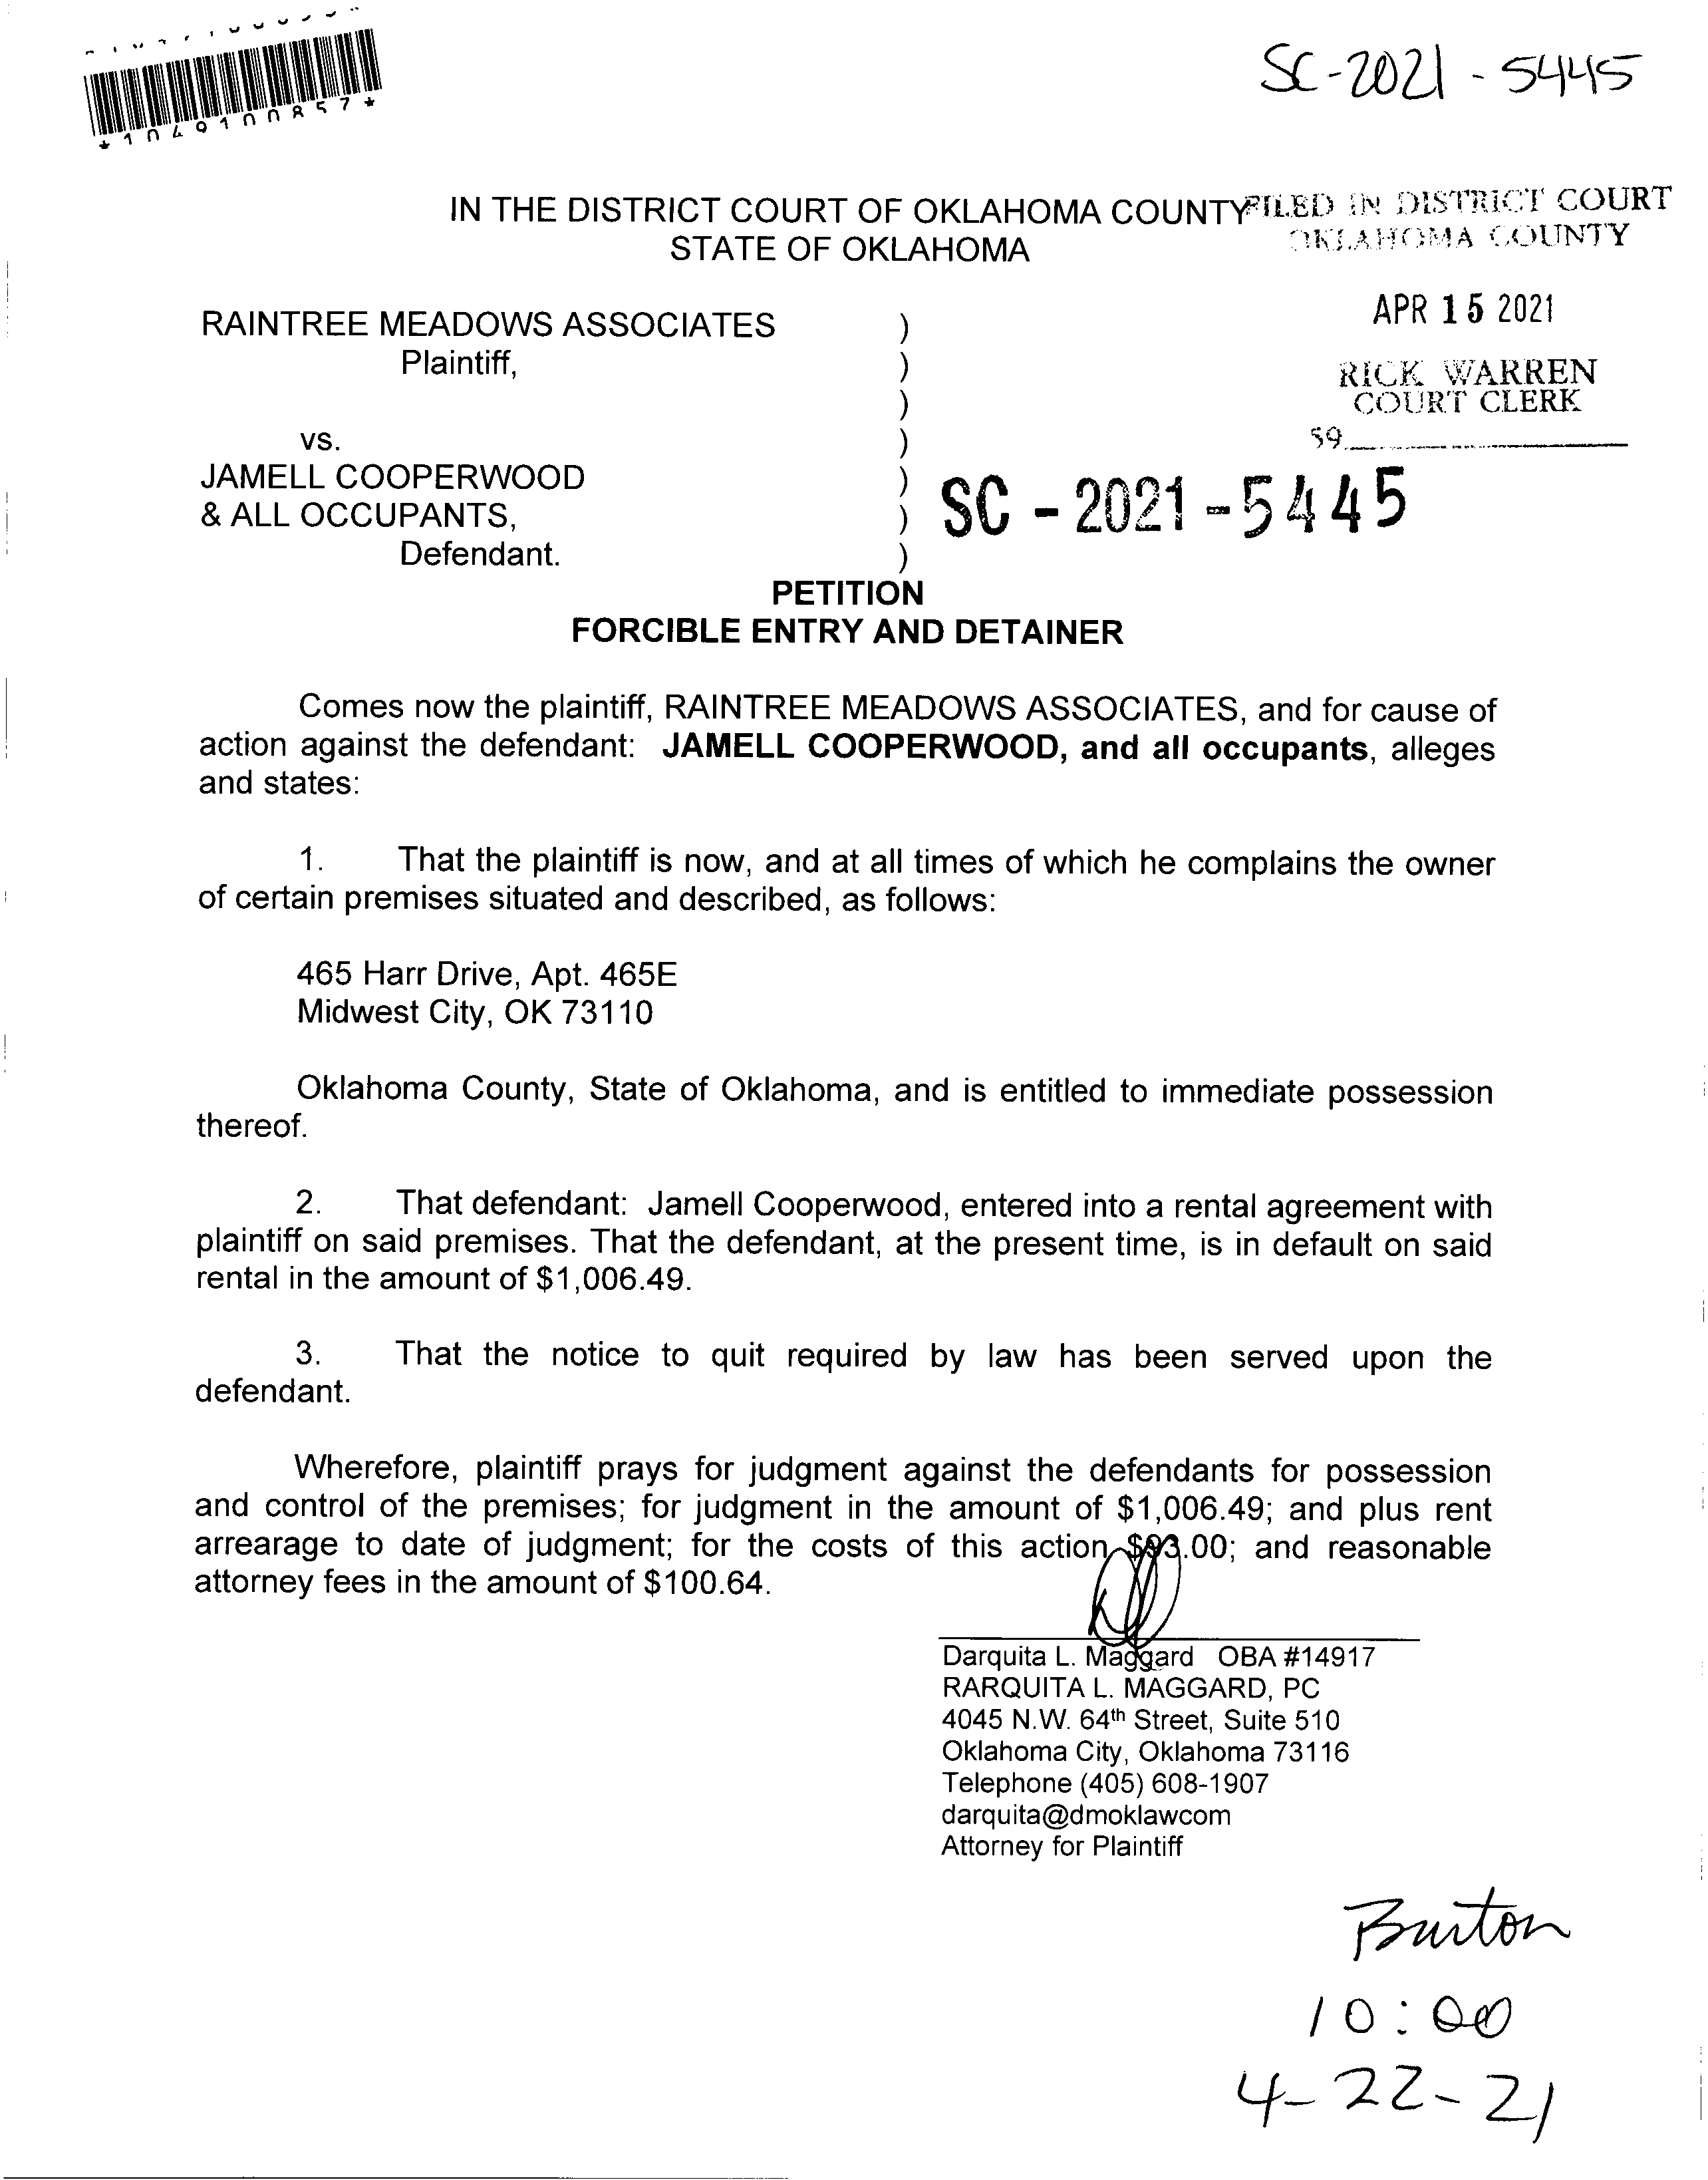 SC-2021-5445
*1049100857*
IN THE DISTRICT COURT OF OKLAHOMA COUNTY
STATE OF OKLAHOMA
FILED IN DISTRICT COURT
OKLAHOMA COUNTY
APR 15 2021
RICK WARREN
COURT CLERK
59
RAINTREE MEADOWS ASSOCIATES )
Plaintiff, )
)
vs. )
JAMELL COOPERWOOD )
& ALL OCCUPANTS, )
Defendant. )
SC-2021-5445
PETITION
FORCIBLE ENTRY AND DETAINER
Comes now the plaintiff, RAINTREE MEADOWS ASSOCIATES, and for cause of
action against the defendant: JAMELL COOPERWOOD, and all occupants, alleges
and states:
1. That the plaintiff is now, and at all times of which he complains the owner
of certain premises situated and described, as follows:
465 Harr Drive, Apt. 465E
Midwest City, OK 73110
Oklahoma County, State of Oklahoma, and is entitled to immediate possession
thereof.
2. That defendant: Jamell Cooperwood, entered into a rental agreement with
plaintiff on said premises. That the defendant, at the present time, is in default on said
rental in the amount of $1,006.49.
3. That the notice to quit required by law has been served upon the
defendant.
Wherefore, plaintiff prays for judgment against the defendants for possession
and control of the premises; for judgment in the amount of $1,006.49; and plus rent
arrearage to date of judgment; for the costs of this action $93.00; and reasonable
attorney fees in the amount of $100.64.
Darquita L. Maggard OBA #14917
RARQUITA L. MAGGARD, PC
4045 N.W. 64th Street, Suite 510
Oklahoma City, Oklahoma 73116
Telephone (405) 608-1907
darquita@dmoklawcom
Attorney for Plaintiff
Burton
10:00
4-22-21